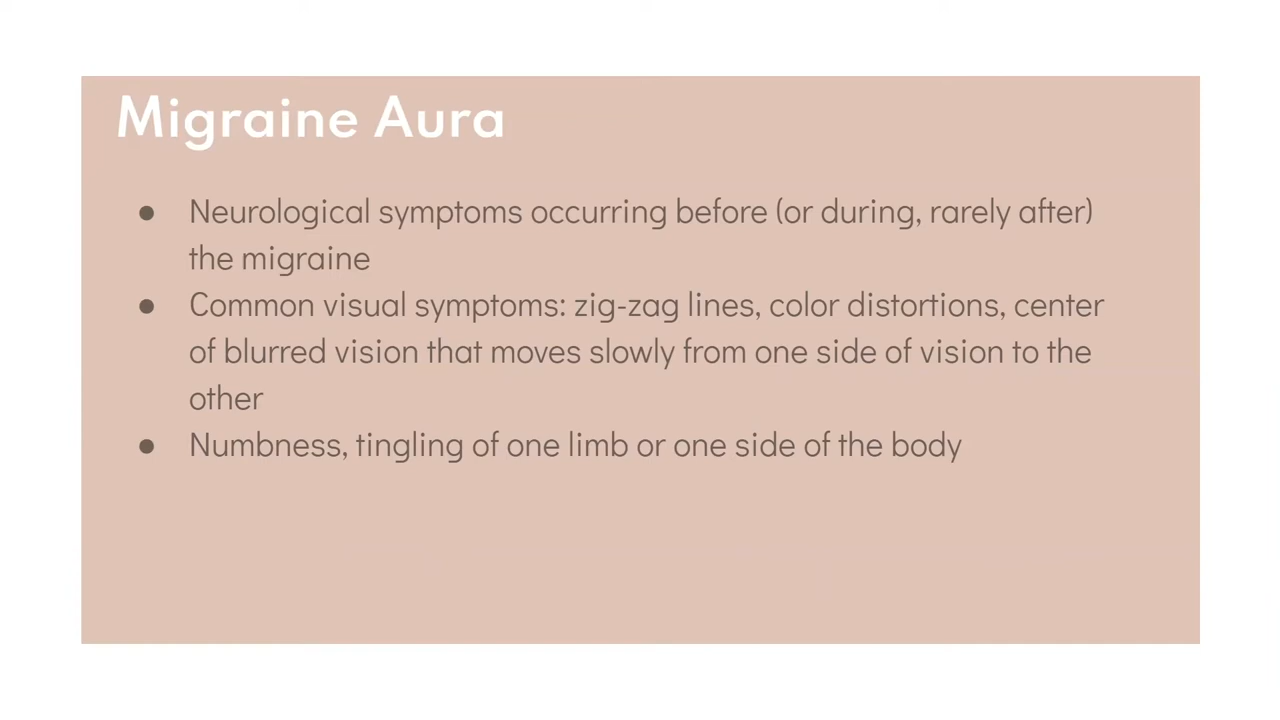 Migraine Aura
● Neurological symptoms occurring before (or during, rarely after)
the migraine
● Common visual symptoms: zig-zag lines, color distortions, center
of blurred vision that moves slowly from one side of vision to the
other
● Numbness, tingling of one limb or one side of the body